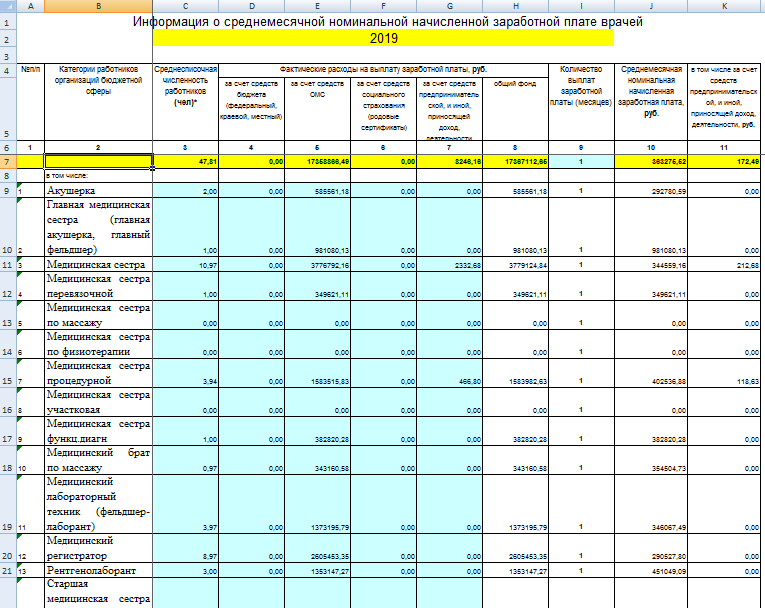 A B C D E F G H I J K
1 Информация о среднемесячной номинальной начисленной заработной плате врачей
2 2019
3
4 №п/п Категории работников организаций бюджетной сферы Среднесписочная численность работников (чел)* Фактические расходы на выплату заработной платы, руб. Количество выплат заработной платы (месяцев) Среднемесячная номинальная начисленная заработная плата, руб. в том числе за счет средств предпринимательск ой, и иной, приносящей доход, деятельности, руб.
5 за счет средств бюджета (федеральный, краевой, местный) за счет средств ОМС за счет средств социального страхования (родовые сертификаты) за счет средств предприниматель ской, и иной, приносящей доход, деятельности общий фонд
6 1 2 3 4 5 6 7 8 9 10 11
7 47,81 0,00 17358866,49 0,00 8246,16 17367112,65 1 363275,52 172,49
8 в том числе:
9 1 Акушерка 2,00 0,00 585561,18 0,00 0,00 585561,18 1 292780,59 0,00
Главная медицинская
сестра (главная
акушерка, главный
10 2 фельдшер) 1,00 0,00 981080,13 0,00 0,00 981080,13 1 981080,13 0,00
11 3 Медицинская сестра 10,97 0,00 3776792,16 0,00 2332,68 3779124,84 1 344559,16 212,68
Медицинская сестра
12 4 перевязочной 1,00 0,00 349621,11 0,00 0,00 349621,11 1 349621,11 0,00
Медицинская сестра
13 5 по массажу 0,00 0,00 0,00 0,00 0,00 0,00 1 0,00 0,00
Медицинская сестра
14 6 по физиотерапии 0,00 0,00 0,00 0,00 0,00 0,00 1 0,00 0,00
Медицинская сестра
15 7 процедурной 3,94 0,00 1583515,83 0,00 466,80 1583982,63 1 402536,88 118,63
Медицинская сестра
16 8 участковая 0,00 0,00 0,00 0,00 0,00 0,00 1 0,00 0,00
Медицинская сестра
17 9 функц.диагн 1,00 0,00 382820,28 0,00 0,00 382820,28 1 382820,28 0,00
Медицинский брат
18 10 по массажу 0,97 0,00 343160,58 0,00 0,00 343160,58 1 354504,73 0,00
Медицинский
лабораторный
техник (фельдшер-
19 11 лаборант) 3,97 0,00 1373195,79 0,00 0,00 1373195,79 1 346067,49 0,00
Медицинский
20 12 регистратор 8,97 0,00 2605453,35 0,00 0,00 2605453,35 1 290527,80 0,00
21 13 Рентгенолаборант 3,00 0,00 1353147,27 0,00 0,00 1353147,27 1 451049,09 0,00
Старшая
медицинская сестра